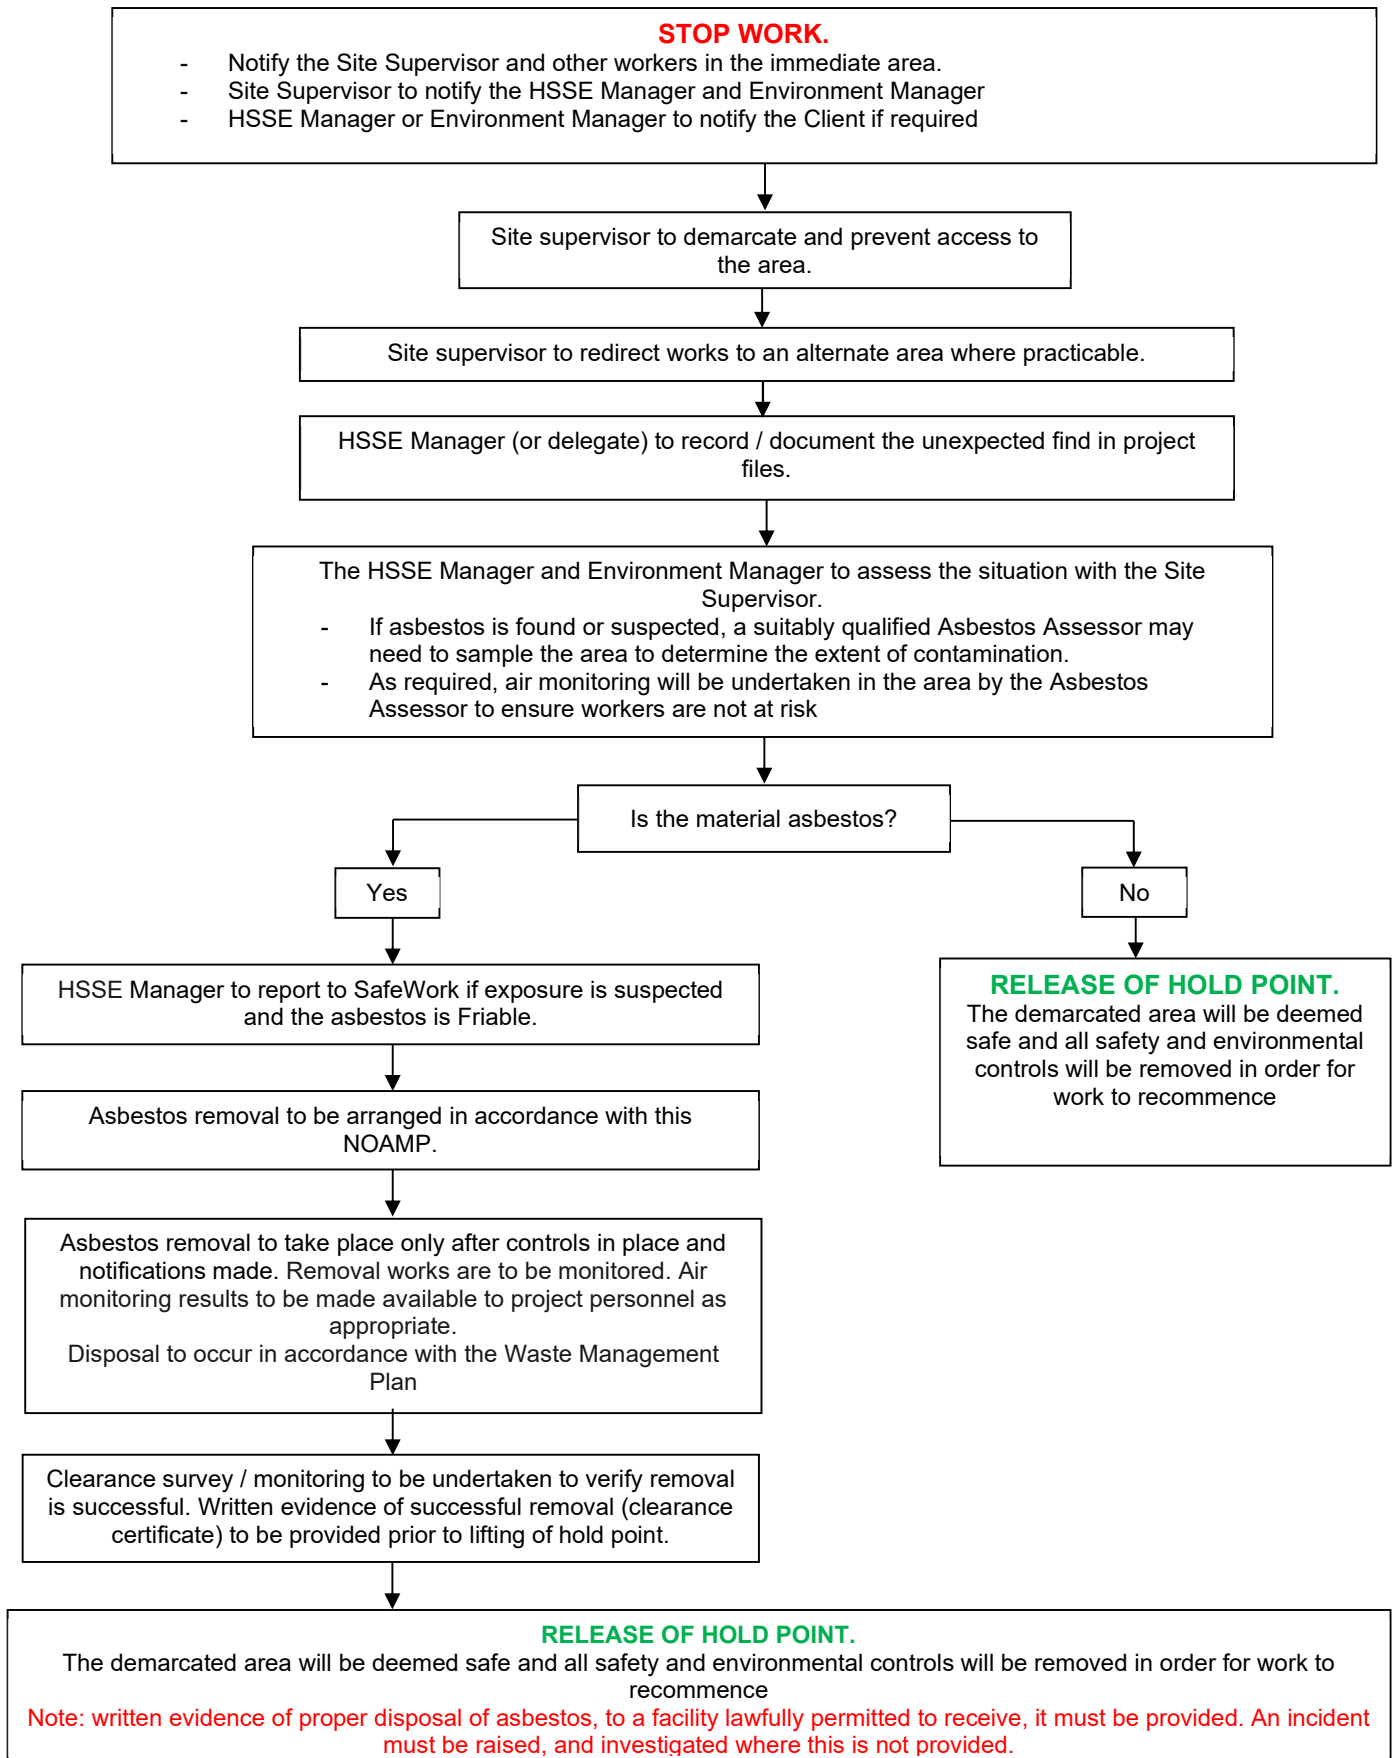 STOP WORK.
- Notify the Site Supervisor and other workers in the immediate area.
- Site Supervisor to notify the HSSE Manager and Environment Manager
- HSSE Manager or Environment Manager to notify the Client if required
Site supervisor to demarcate and prevent access to
the area.
Site supervisor to redirect works to an alternate area where practicable.
HSSE Manager (or delegate) to record / document the unexpected find in project
files.
The HSSE Manager and Environment Manager to assess the situation with the Site
Supervisor.
- If asbestos is found or suspected, a suitably qualified Asbestos Assessor may
need to sample the area to determine the extent of contamination.
- As required, air monitoring will be undertaken in the area by the Asbestos
Assessor to ensure workers are not at risk
Is the material asbestos?
Yes
No
HSSE Manager to report to SafeWork if exposure is suspected
and the asbestos is Friable.
RELEASE OF HOLD POINT.
The demarcated area will be deemed
safe and all safety and environmental
controls will be removed in order for
work to recommence
Asbestos removal to be arranged in accordance with this
NOAMP.
Asbestos removal to take place only after controls in place and
notifications made. Removal works are to be monitored. Air
monitoring results to be made available to project personnel as
appropriate.
Disposal to occur in accordance with the Waste Management
Plan
Clearance survey / monitoring to be undertaken to verify removal
is successful. Written evidence of successful removal (clearance
certificate) to be provided prior to lifting of hold point.
RELEASE OF HOLD POINT.
The demarcated area will be deemed safe and all safety and environmental controls will be removed in order for work to
recommence
Note: written evidence of proper disposal of asbestos, to a facility lawfully permitted to receive, it must be provided. An incident
must be raised, and investigated where this is not provided.